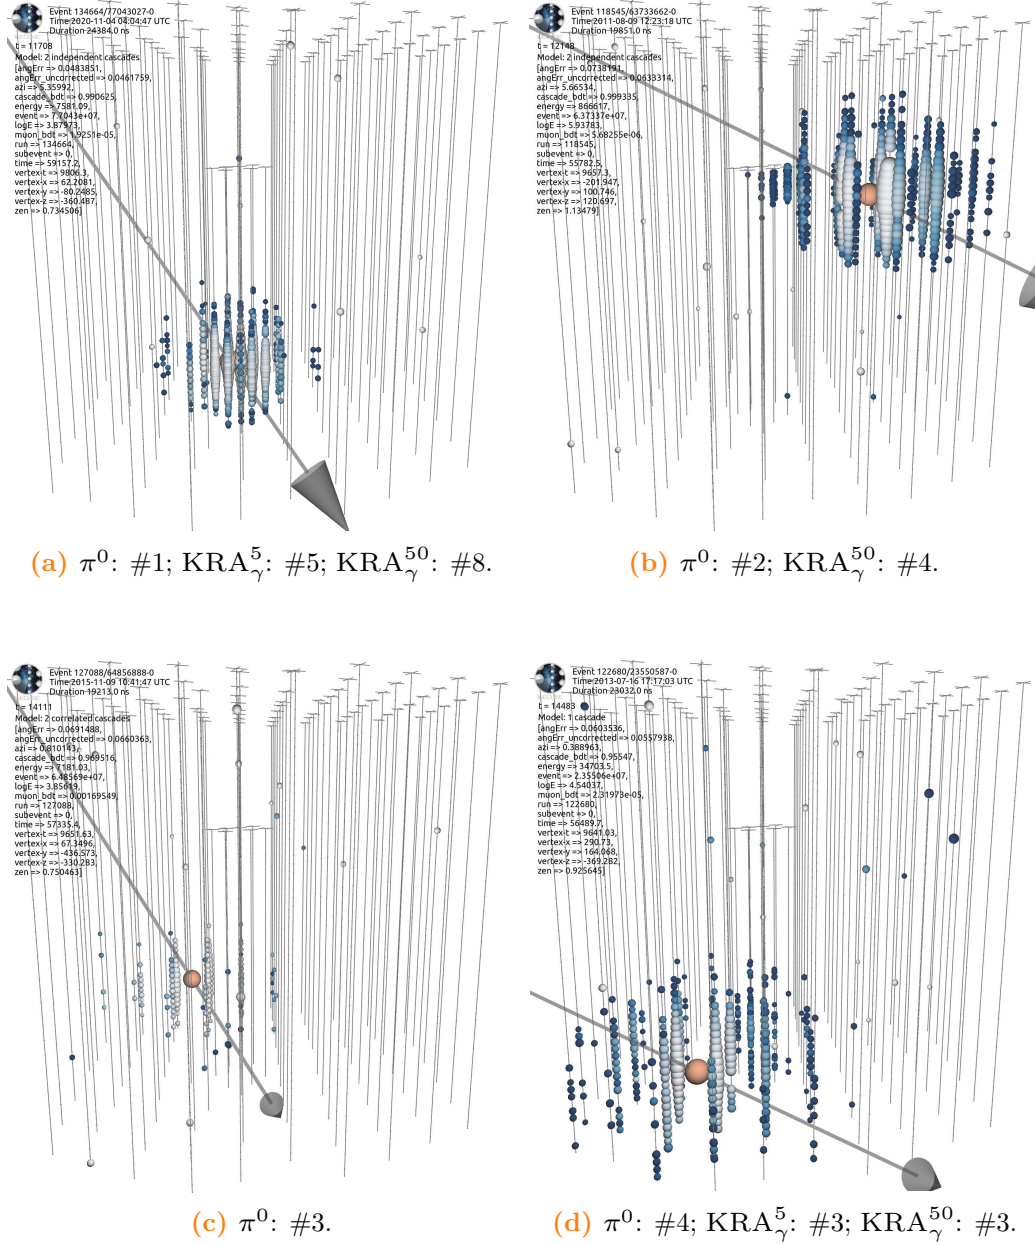 Event 134664/77043027-0
Time 2020-11-04 04:04:47 UTC
Duration 24384.0 ns
t = 11708
Model: 2 independent cascades
[angErr => 0.0483851,
angErr_uncorrected => 0.0461759,
azi => 5.35992,
cascade_bdt => 0.990625,
energy => 7581.09,
event => 7.7043e+07,
logE => 3.87973,
muon_bdt => 1.9251e-05,
run => 134664,
subevent => 0,
time => 59157.2,
vertex-t => 9806.3,
vertex-x => 62.2081,
vertex-y => -80.2485,
vertex-z => -360.487,
zen => 0.734506]
(a) π⁰: #1; KRA⁵γ: #5; KRA⁵⁰γ: #8.
Event 118545/63733662-0
Time 2011-08-09 12:23:18 UTC
Duration 19851.0 ns
t = 12148
Model: 2 independent cascades
[angErr => 0.0738191,
angErr_uncorrected => 0.0633314,
azi => 5.66534,
cascade_bdt => 0.999335,
energy => 866617,
event => 6.37337e+07,
logE => 5.93783,
muon_bdt => 5.68255e-06,
run => 118545,
subevent => 0,
time => 55782.5,
vertex-t => 9657.3,
vertex-x => -201.947,
vertex-y => 100.746,
vertex-z => 120.697,
zen => 1.13479]
(b) π⁰: #2; KRA⁵⁰γ: #4.
Event 127088/64856888-0
Time 2015-11-09 10:41:47 UTC
Duration 19213.0 ns
t = 14111
Model: 2 correlated cascades
[angErr => 0.0691488,
angErr_uncorrected => 0.0660363,
azi => 0.810143,
cascade_bdt => 0.969516,
energy => 7181.03,
event => 6.48569e+07,
logE => 3.85619,
muon_bdt => 0.00169549,
run => 127088,
subevent => 0,
time => 57335.4,
vertex-t => 9651.63,
vertex-x => 67.3496,
vertex-y => -436.573,
vertex-z => -330.283,
zen => 0.750463]
(c) π⁰: #3.
Event 122680/23550587-0
Time 2013-07-16 17:17:03 UTC
Duration 23032.0 ns
t = 14483
Model: 1 cascade
[angErr => 0.0603536,
angErr_uncorrected => 0.0557938,
azi => 0.388963,
cascade_bdt => 0.95547,
energy => 34703.5,
event => 2.35506e+07,
logE => 4.54037,
muon_bdt => 2.31973e-05,
run => 122680,
subevent => 0,
time => 56489.7,
vertex-t => 9641.03,
vertex-x => 290.73,
vertex-y => 164.068,
vertex-z => -369.282,
zen => 0.925645]
(d) π⁰: #4; KRA⁵γ: #3; KRA⁵⁰γ: #3.